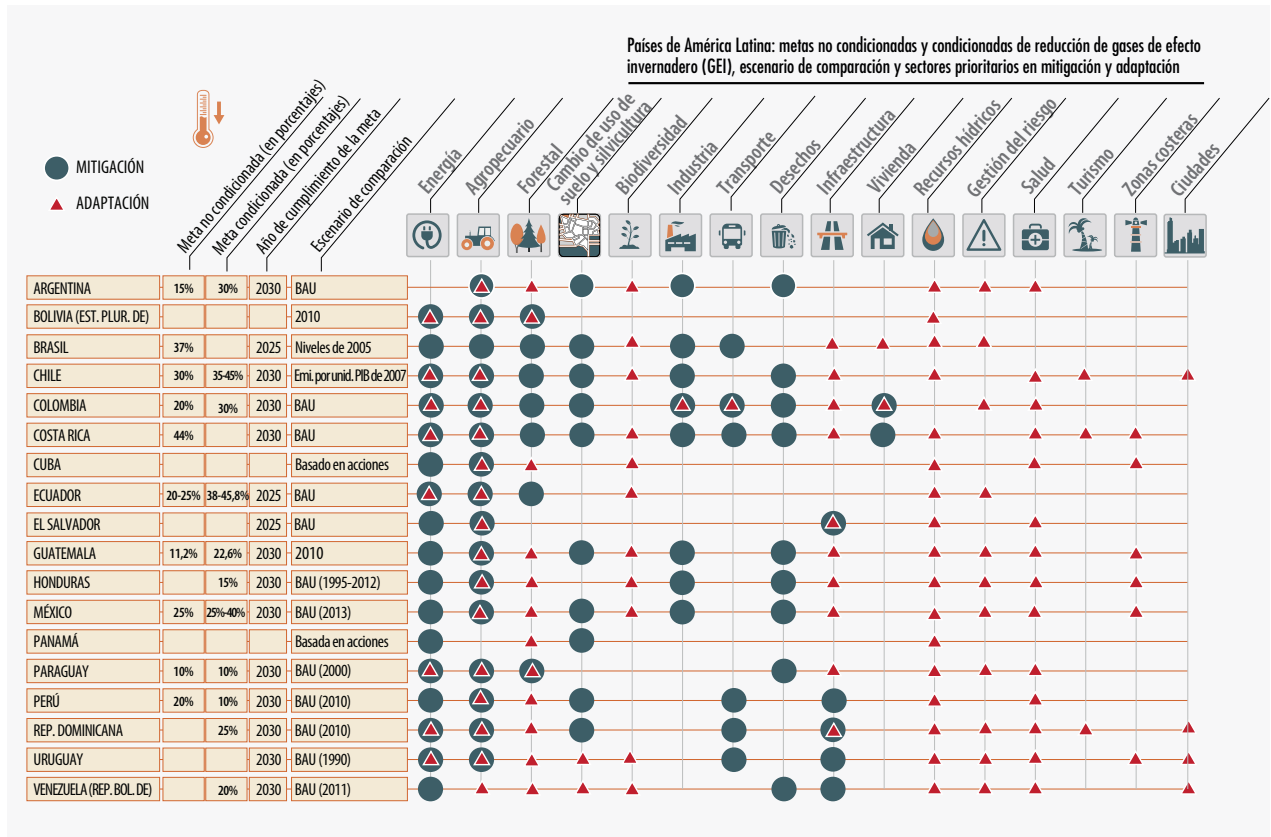 Países de América Latina: metas no condicionadas y condicionadas de reducción de gases de efecto
invernadero (GEI), escenario de comparación y sectores prioritarios en mitigación y adaptación
MITIGACIÓN
ADAPTACIÓN
Meta no condicionada (en porcentajes)
Meta condicionada (en porcentajes)
Año de cumplimiento de la meta
Escenario de comparación
Energía
Agropecuario
Forestal
Cambio de uso de
suelo y silvicultura
Biodiversidad
Industria
Transporte
Desechos
Infraestructura
Vivienda
Recursos hídricos
Gestión del riesgo
Salud
Turismo
Zonas costeras
Ciudades
ARGENTINA 15% 30% 2030 BAU
BOLIVIA (EST. PLUR. DE) 2010
BRASIL 37% 2025 Niveles de 2005
CHILE 30% 35-45% 2030 Emi. por unid. PIB de 2007
COLOMBIA 20% 30% 2030 BAU
COSTA RICA 44% 2030 BAU
CUBA Basado en acciones
ECUADOR 20-25% 38-45,8% 2025 BAU
EL SALVADOR 2025 BAU
GUATEMALA 11,2% 22,6% 2030 2010
HONDURAS 15% 2030 BAU (1995-2012)
MÉXICO 25% 25%-40% 2030 BAU (2013)
PANAMÁ Basada en acciones
PARAGUAY 10% 10% 2030 BAU (2000)
PERÚ 20% 10% 2030 BAU (2010)
REP. DOMINICANA 25% 2030 BAU (2010)
URUGUAY 2030 BAU (1990)
VENEZUELA (REP. BOL. DE) 20% 2030 BAU (2011)